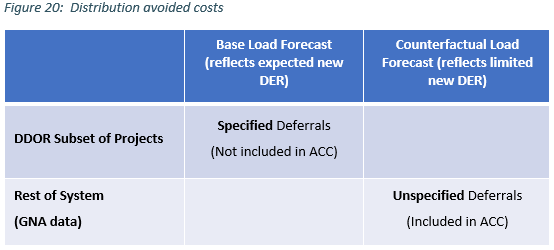 Figure 20:  Distribution avoided costs
Base Load Forecast
(reflects expected new
DER)
Counterfactual Load
Forecast (reflects limited
new DER)
DDOR Subset of Projects
Specified Deferrals
(Not included in ACC)
Rest of System
(GNA data)
Unspecified Deferrals
(Included in ACC)